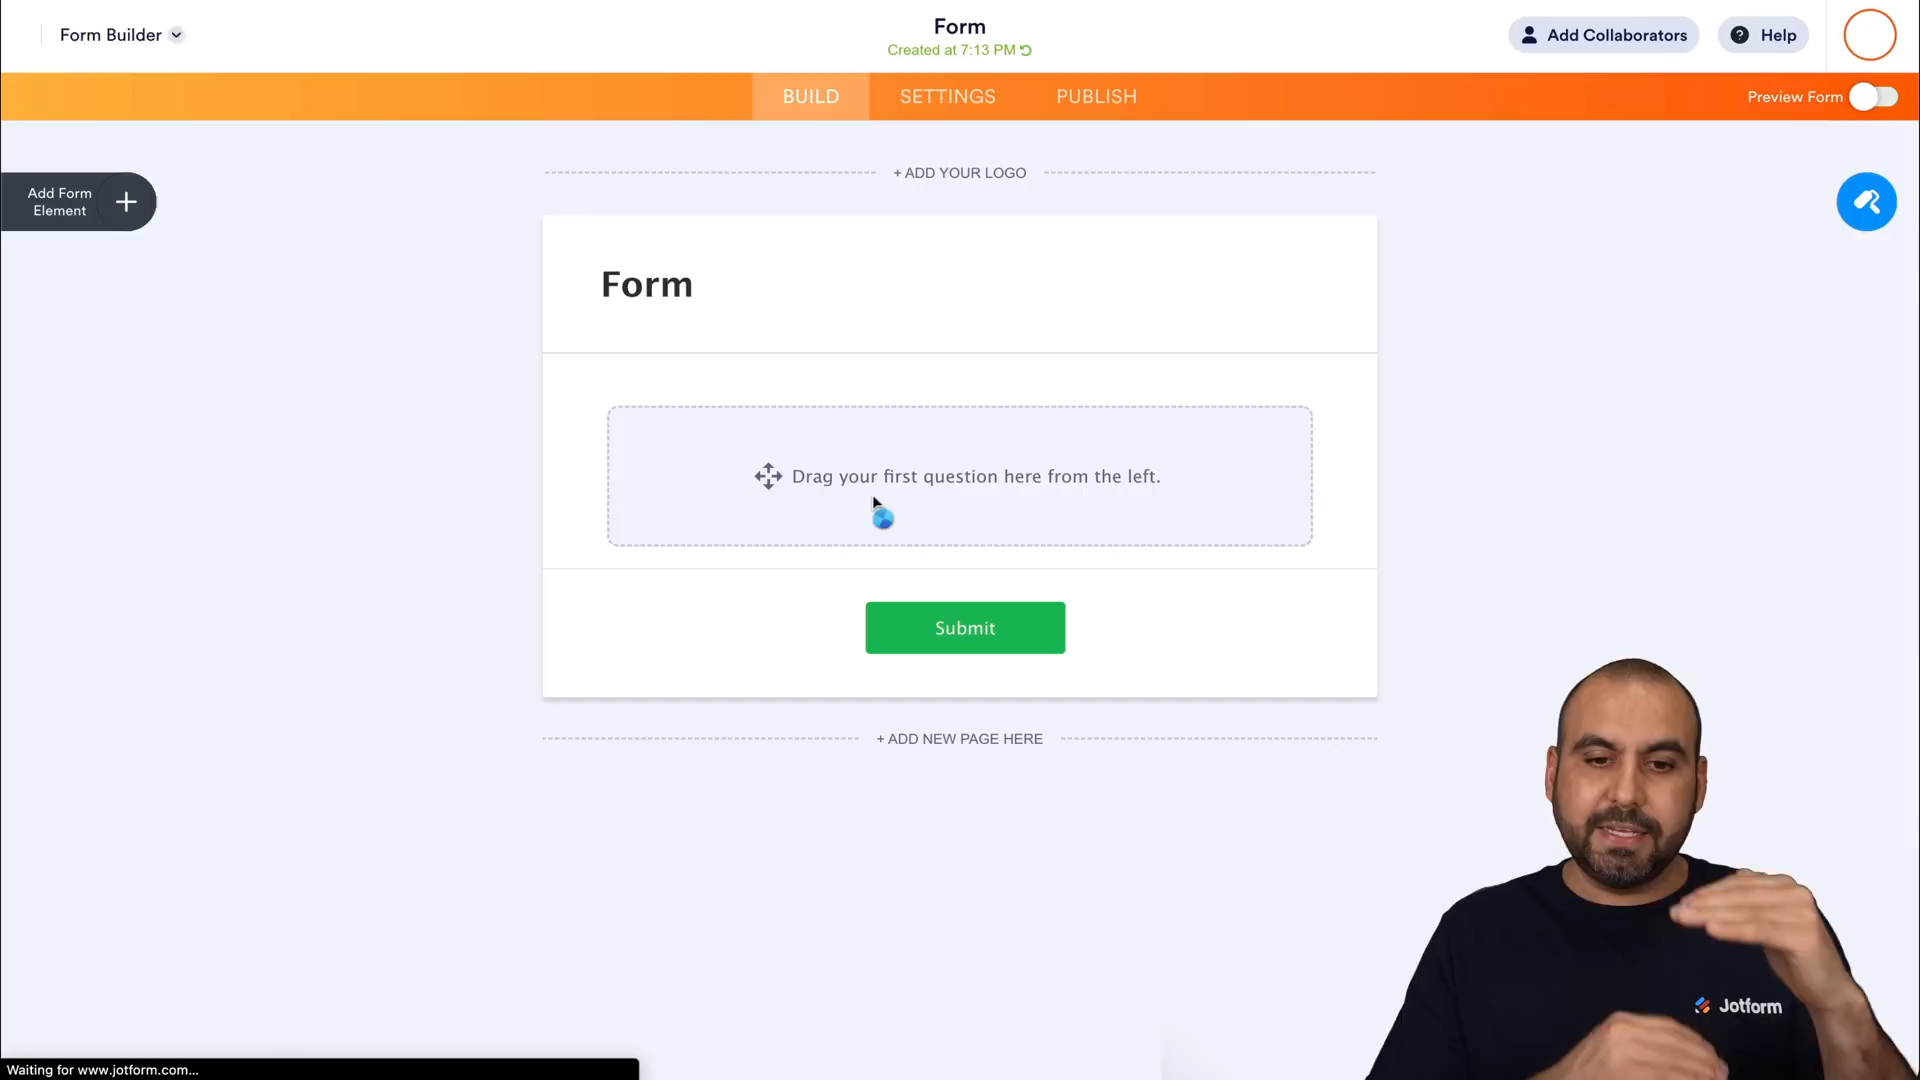 Form Builder
Form
Created at 7:13 PM
Add Collaborators
Help
BUILD
SETTINGS
PUBLISH
Preview Form
+ ADD YOUR LOGO
Add Form
Element
Form
Drag your first question here from the left.
Submit
+ ADD NEW PAGE HERE
Jotform
Waiting for www.jotform.com...